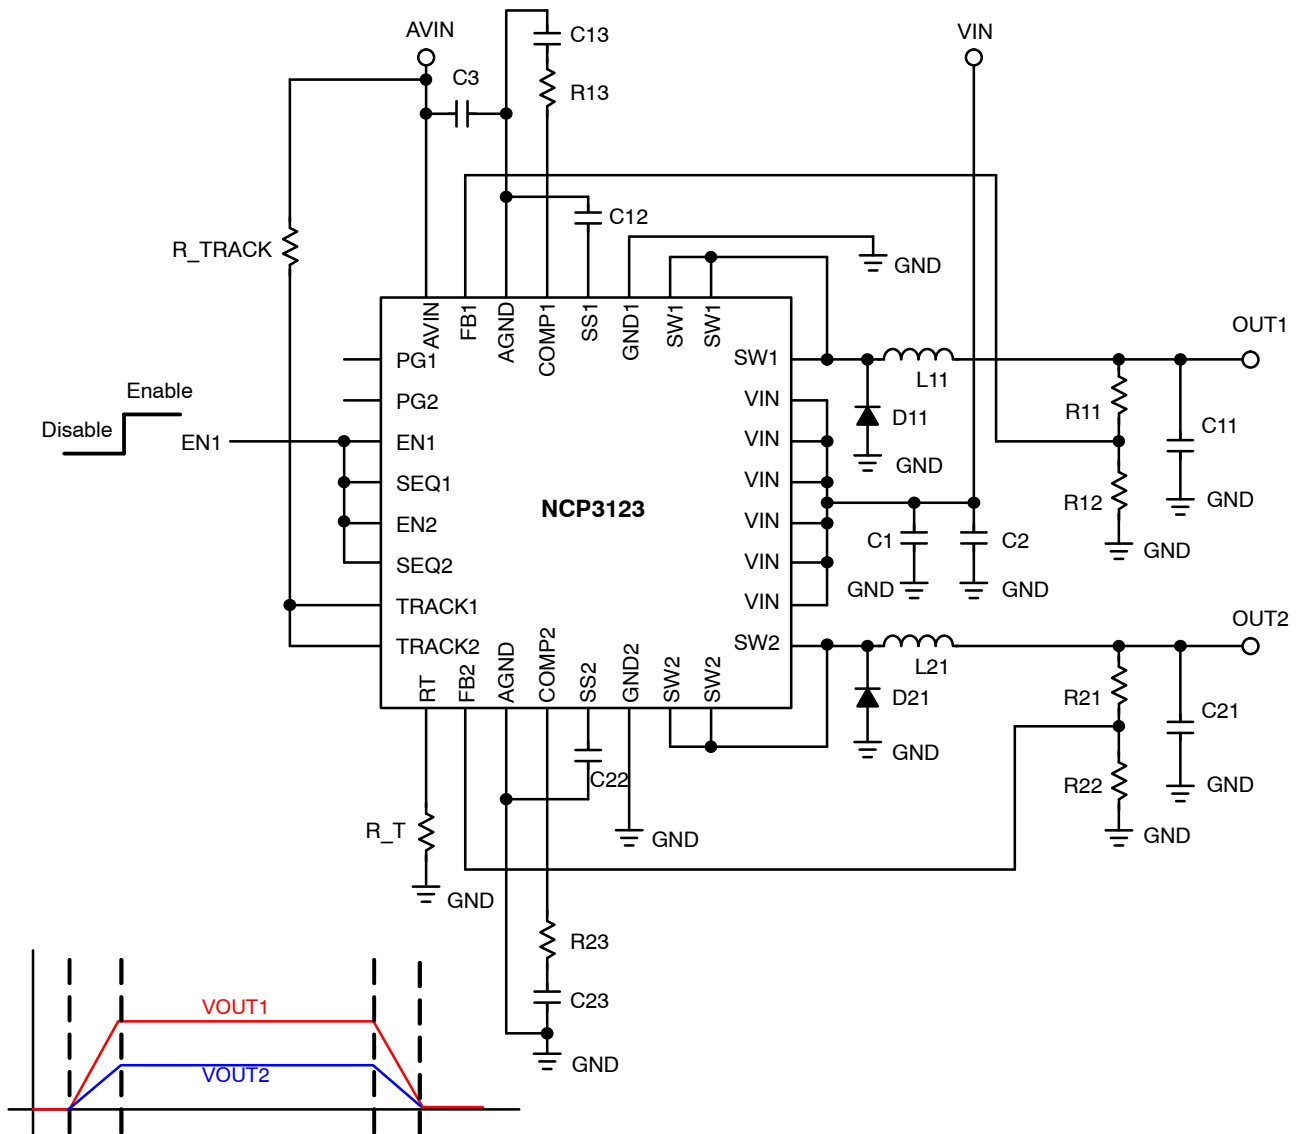 AVIN
VIN
C13
C3
R13
C12
R_TRACK
GND
AVIN
FB1
AGND
COMP1
SS1
GND1
SW1
SW1
OUT1
PG1
SW1
L11
Enable
PG2
VIN
R11
D11
C11
Disable
EN1
EN1
VIN
GND
SEQ1
VIN
R12
GND
NCP3123
EN2
VIN
C1
C2
GND
SEQ2
VIN
GND
GND
TRACK1
VIN
OUT2
TRACK2
SW2
L21
RT
FB2
AGND
COMP2
SS2
GND2
SW2
SW2
D21
R21
C21
GND
C22
R22
GND
R_T
GND
GND
GND
R23
VOUT1
C23
GND
VOUT2